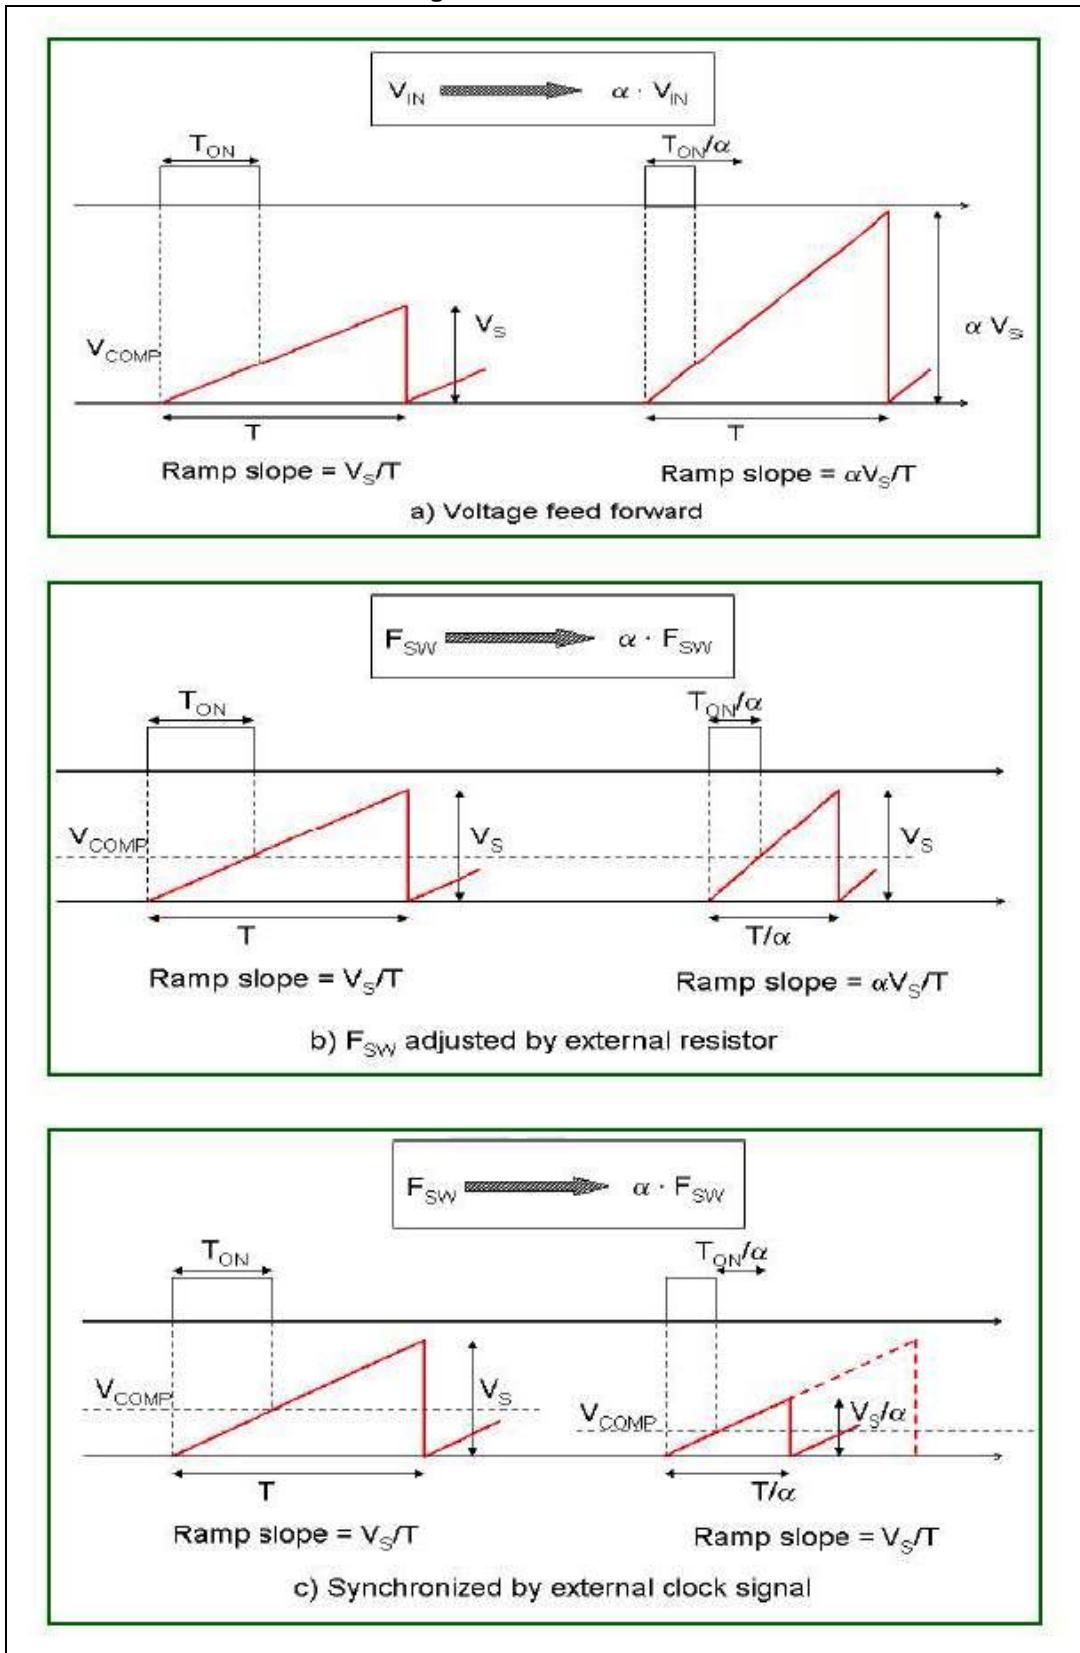 V_IN α · V_IN
T_ON T_ON/α
V_S α V_S
V_COMP
T T
Ramp slope = V_S/T Ramp slope = αV_S/T
a) Voltage feed forward
F_SW α · F_SW
T_ON T_ON/α
V_COMP V_S V_S
T T/α
Ramp slope = V_S/T Ramp slope = αV_S/T
b) F_SW adjusted by external resistor
F_SW α · F_SW
T_ON T_ON/α
V_COMP V_S V_COMP V_S/α
T T/α
Ramp slope = V_S/T Ramp slope = V_S/T
c) Synchronized by external clock signal